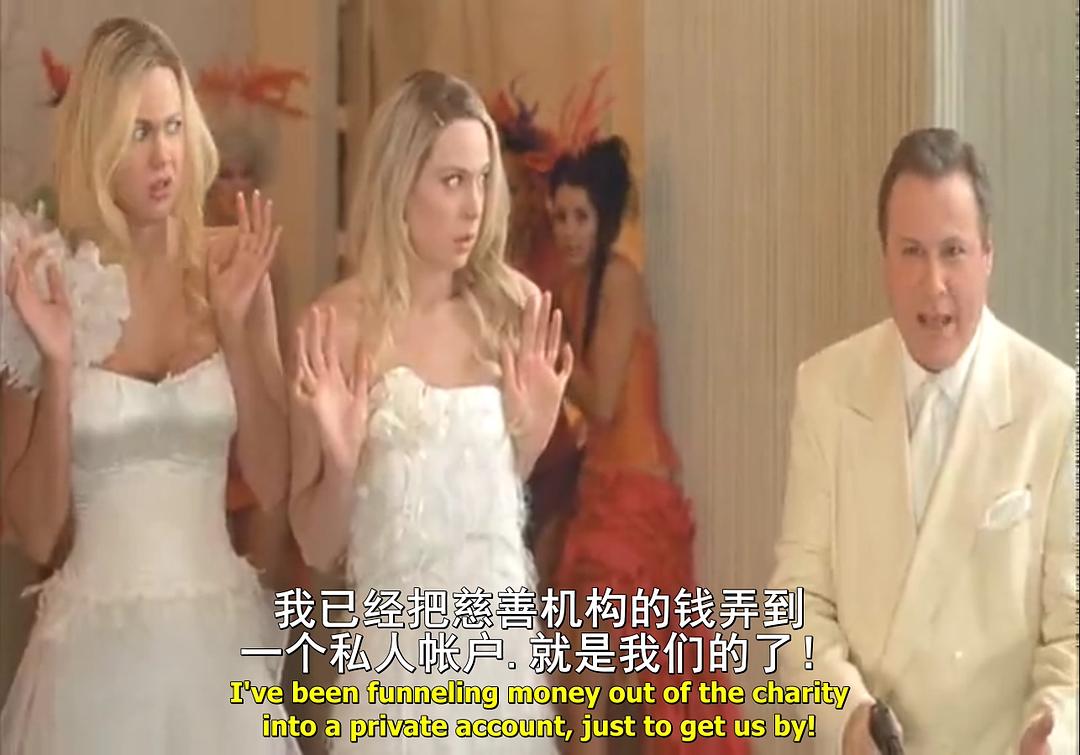 我已经把慈善机构的钱弄到
一个私人帐户.就是我们的了!
I've been funneling money out of the charity
into a private account, just to get us by!